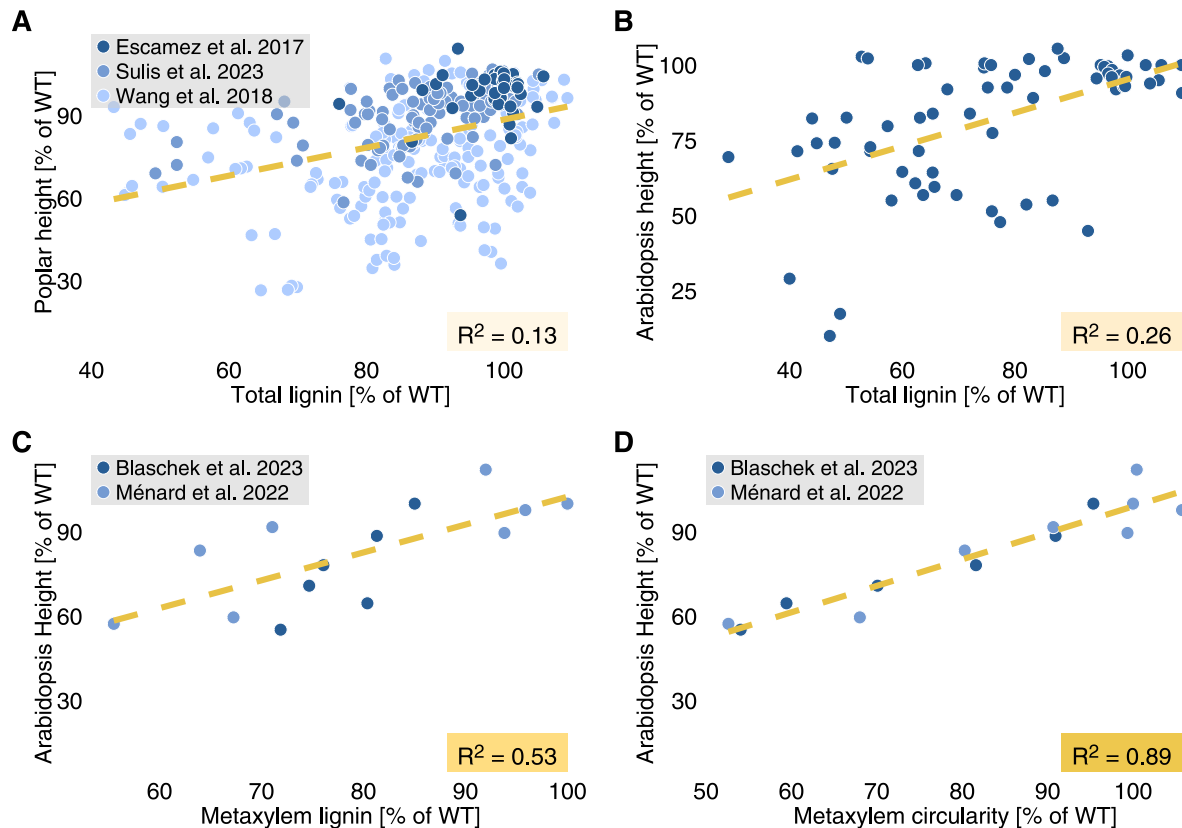 A
Escamez et al. 2017
Sulis et al. 2023
Wang et al. 2018
Poplar height [% of WT]
90
60
30
R² = 0.13
40 60 80 100
Total lignin [% of WT]
B
Arabidopsis height [% of WT]
100
75
50
25
R² = 0.26
40 60 80 100
Total lignin [% of WT]
C
Blaschek et al. 2023
Ménard et al. 2022
Arabidopsis Height [% of WT]
90
60
30
R² = 0.53
60 70 80 90 100
Metaxylem lignin [% of WT]
D
Blaschek et al. 2023
Ménard et al. 2022
Arabidopsis Height [% of WT]
90
60
30
R² = 0.89
50 60 70 80 90 100
Metaxylem circularity [% of WT]